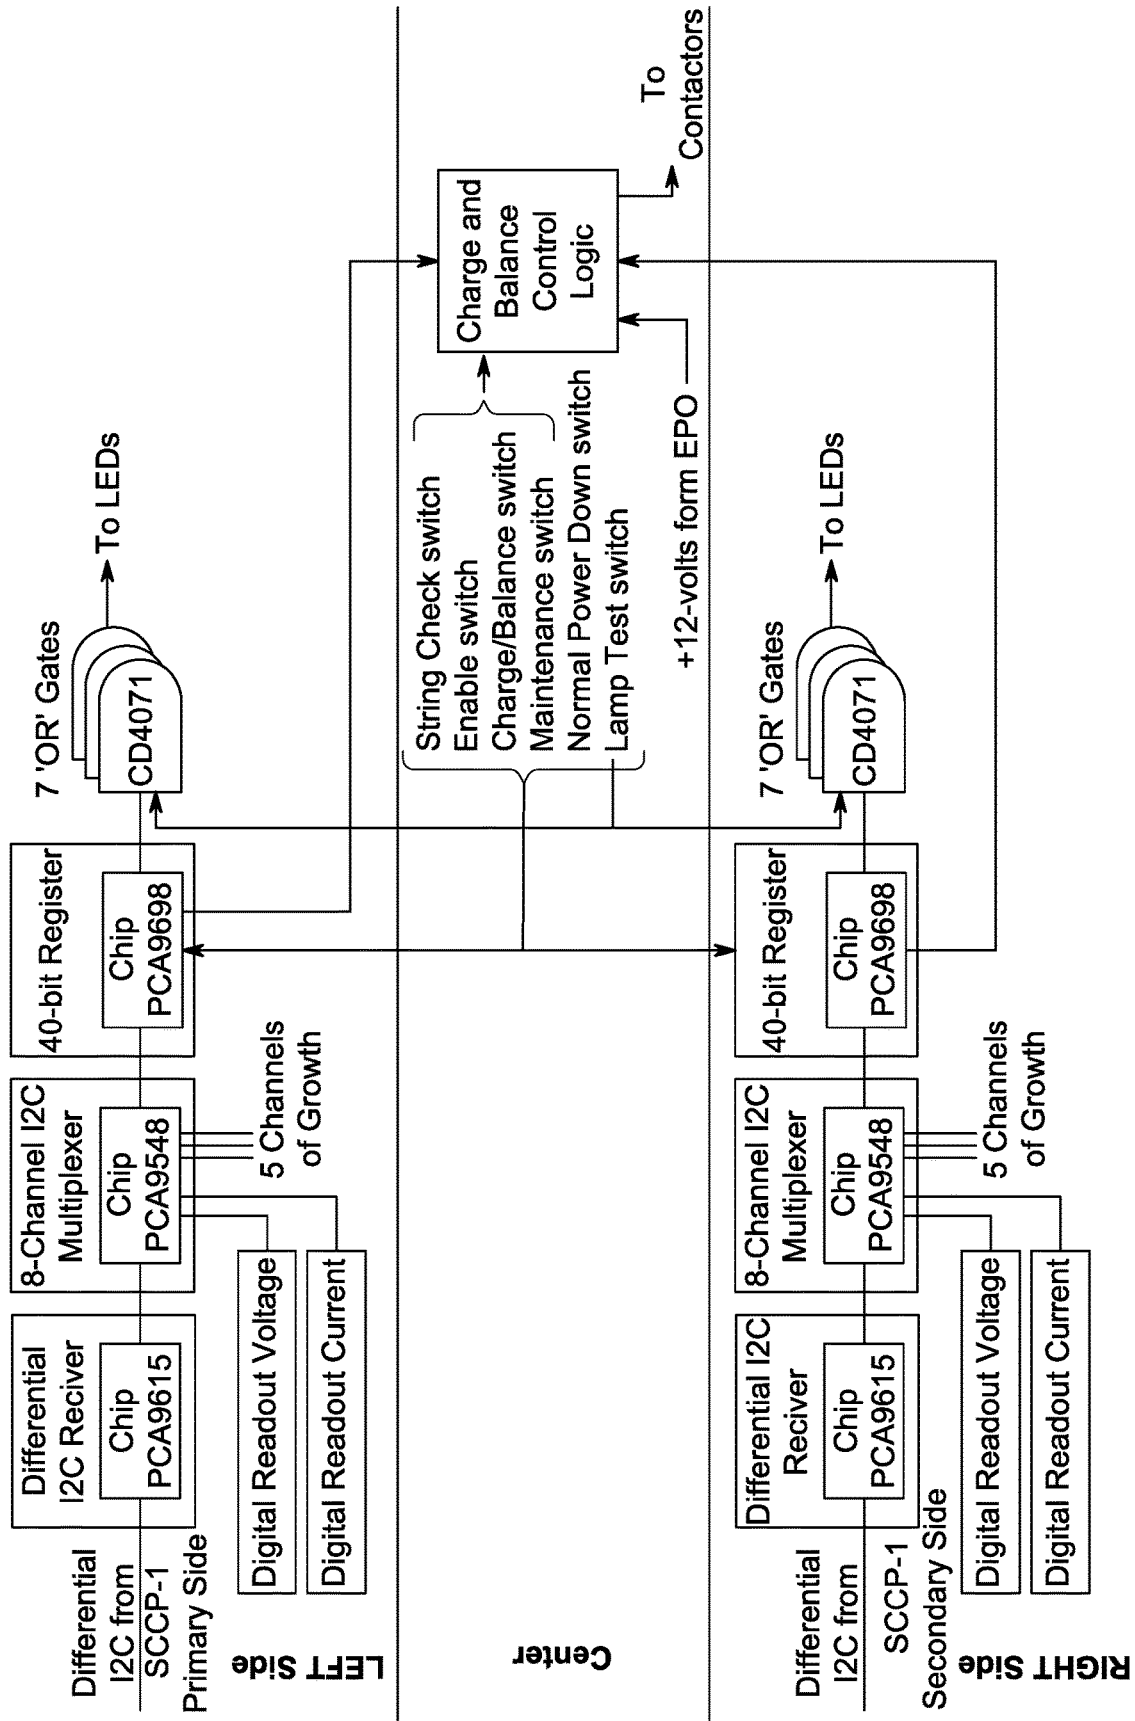 Differential
I2C from
SCCP-1
Primary Side
Differential
I2C Reciver
Chip
PCA9615
8-Channel I2C
Multiplexer
Chip
PCA9548
40-bit Register
Chip
PCA9698
7 'OR' Gates
CD4071
To LEDs
Digital Readout Voltage
Digital Readout Current
5 Channels
of Growth
LEFT Side
Center
String Check switch
Enable switch
Charge/Balance switch
Maintenance switch
Normal Power Down switch
Lamp Test switch
+12-volts form EPO
Charge and
Balance
Control
Logic
To
Contactors
Differential
I2C from
SCCP-1
Secondary Side
Differential I2C
Reciver
Chip
PCA9615
8-Channel I2C
Multiplexer
Chip
PCA9548
40-bit Register
Chip
PCA9698
7 'OR' Gates
CD4071
To LEDs
Digital Readout Voltage
Digital Readout Current
5 Channels
of Growth
RIGHT Side